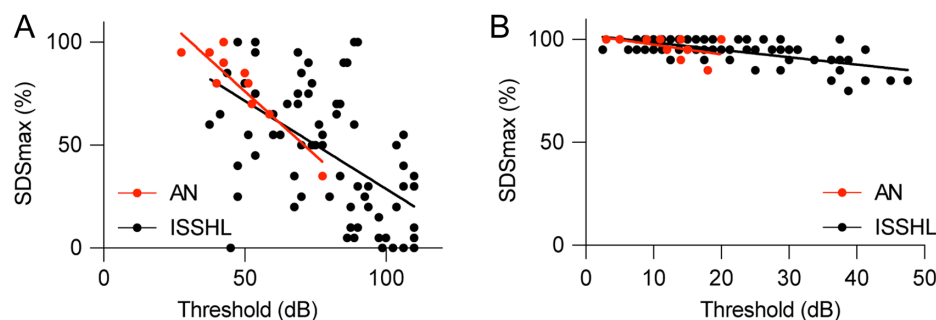 A
SDSmax (%)
100
50
0
AN
ISSHL
0 50 100
Threshold (dB)
B
SDSmax (%)
100
50
0
AN
ISSHL
0 10 20 30 40 50
Threshold (dB)